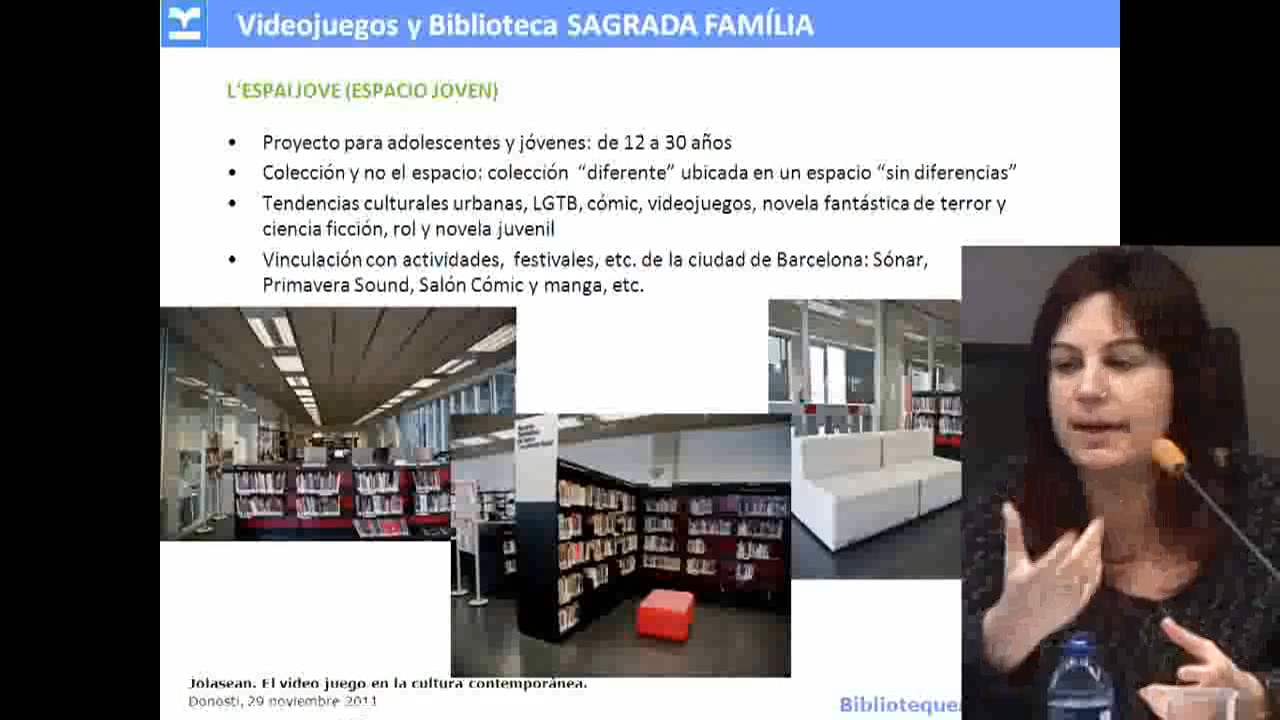 Videojuegos y Biblioteca SAGRADA FAMÍLIA
L'ESPAI JOVE (ESPACIO JOVEN)
• Proyecto para adolescentes y jóvenes: de 12 a 30 años
• Colección y no el espacio: colección "diferente" ubicada en un espacio "sin diferencias"
• Tendencias culturales urbanas, LGTB, cómic, videojuegos, novela fantástica de terror y
ciencia ficción, rol y novela juvenil
• Vinculación con actividades, festivales, etc. de la ciudad de Barcelona: Sónar,
Primavera Sound, Salón Cómic y manga, etc.
Jolasean. El video juego en la cultura contemporánea.
Donosti, 29 noviembre 2011
Biblioteque